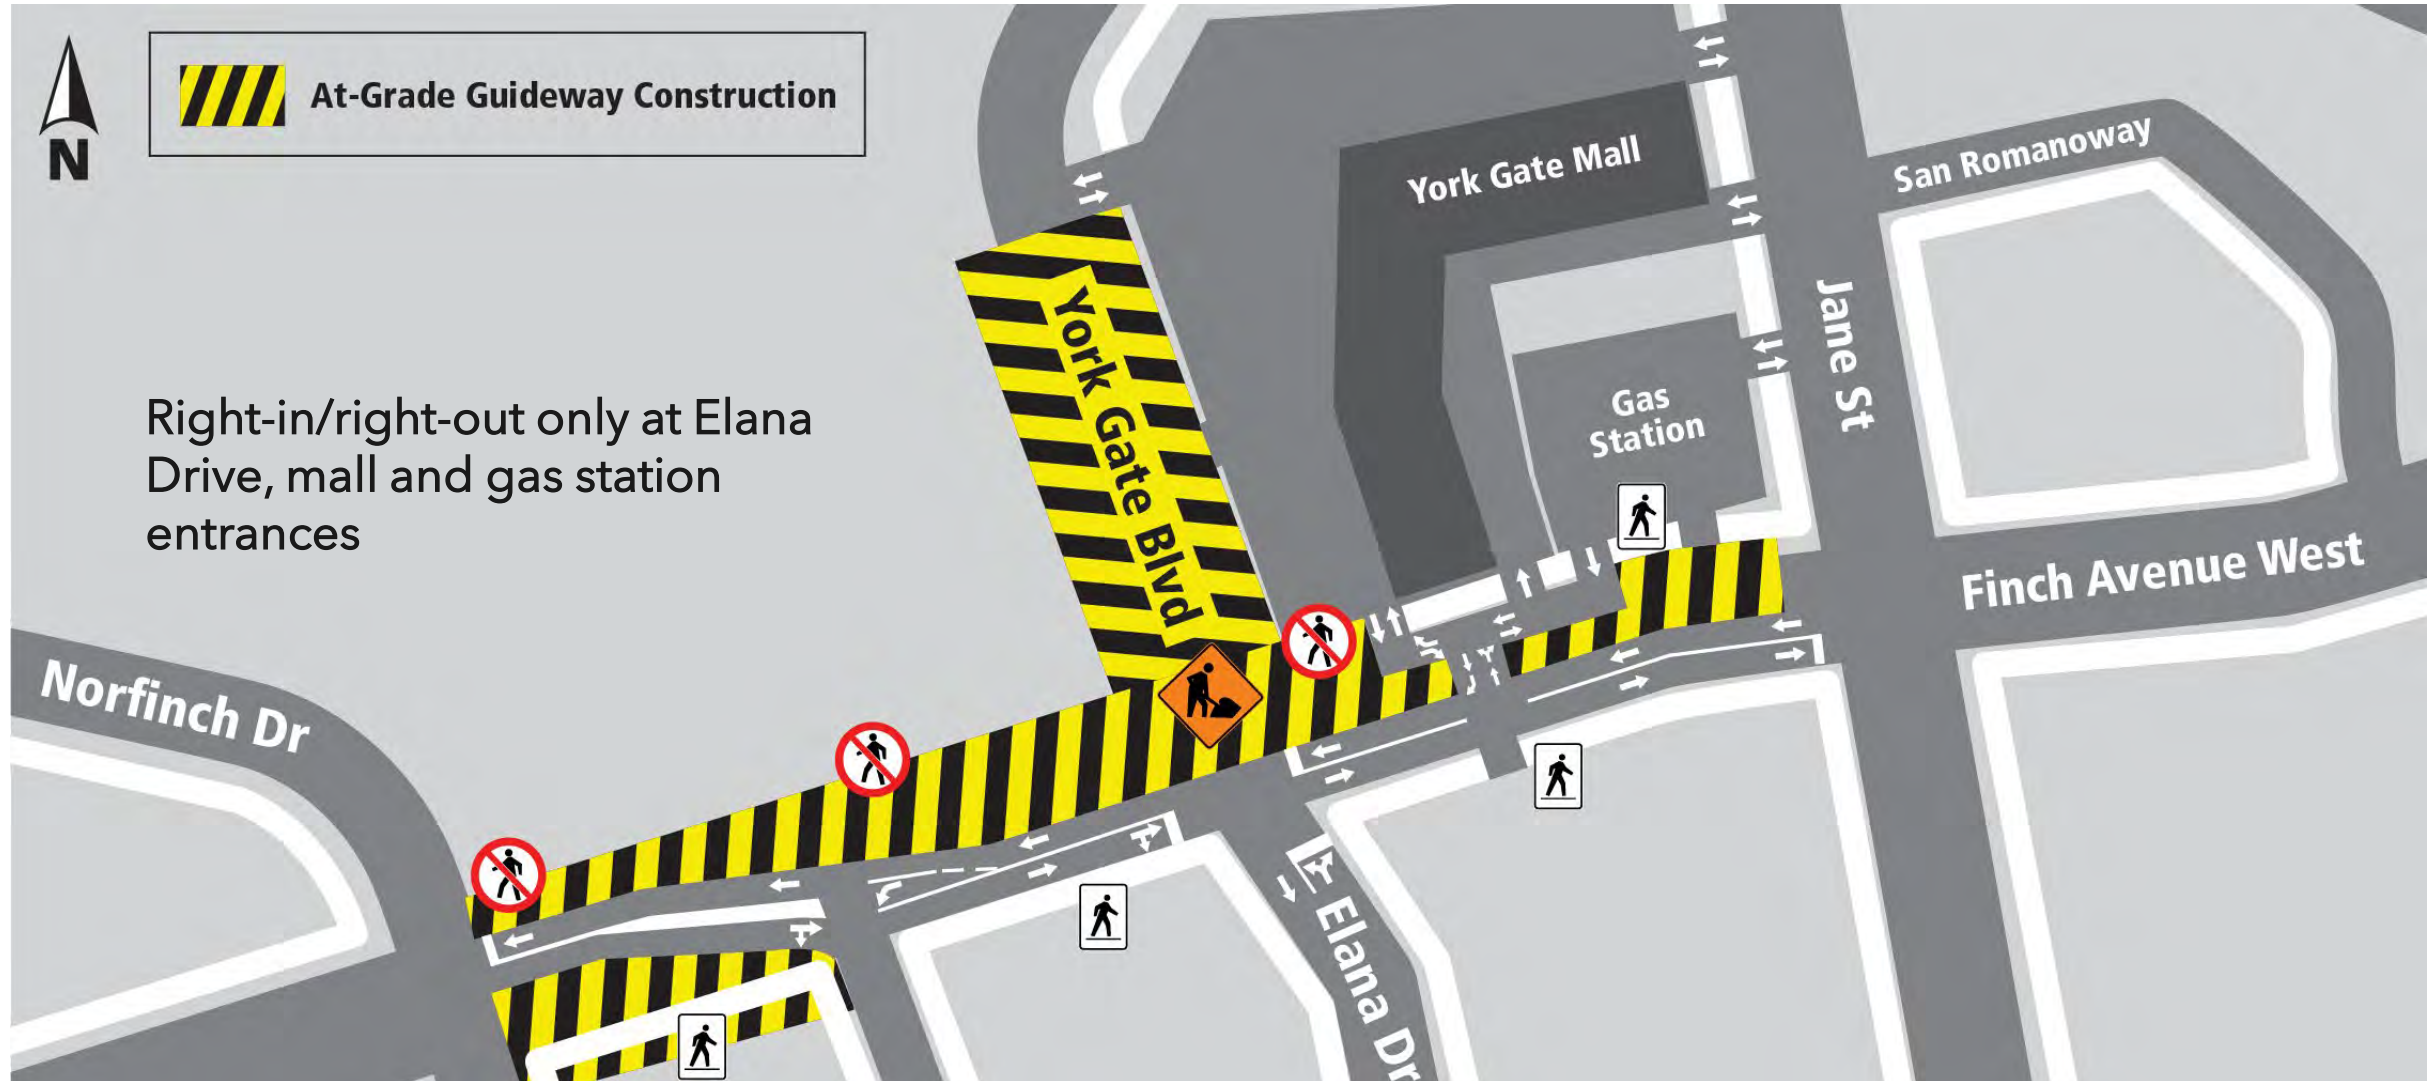 N
At-Grade Guideway Construction
Right-in/right-out only at Elana
Drive, mall and gas station
entrances
York Gate Mall
San Romanoway
Jane St
Gas
Station
York Gate Blvd
Finch Avenue West
Norfinch Dr
Elana Dr